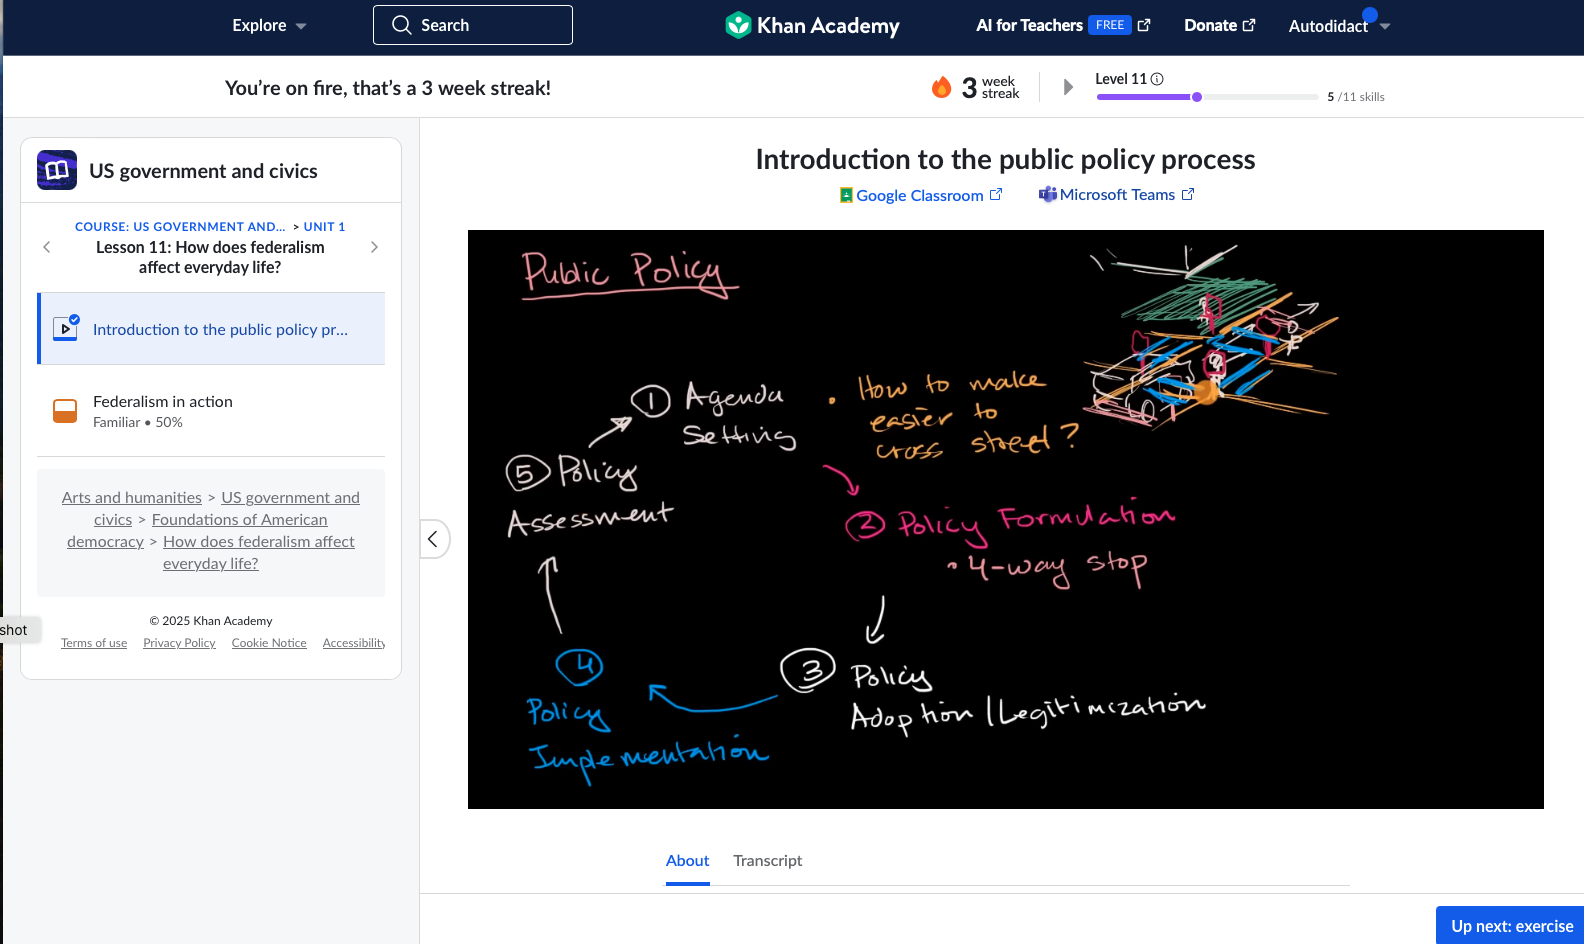 Explore
Search
Khan Academy
AI for Teachers FREE
Donate
Autodidact
You're on fire, that's a 3 week streak!
3 week streak
Level 11
5 /11 skills
US government and civics
COURSE: US GOVERNMENT AND... > UNIT 1
Lesson 11: How does federalism
affect everyday life?
Introduction to the public policy pr...
Federalism in action
Familiar • 50%
Arts and humanities > US government and
civics > Foundations of American
democracy > How does federalism affect
everyday life?
© 2025 Khan Academy
Terms of use Privacy Policy Cookie Notice Accessibility
shot
Introduction to the public policy process
Google Classroom
Microsoft Teams
Public Policy
1 Agenda
Setting
• How to make
easier to
cross street?
5 Policy
Assessment
2 Policy Formulation
• 4-way stop
3 Policy
Adoption/Legitimization
4
Policy
Implementation
About
Transcript
Up next: exercise